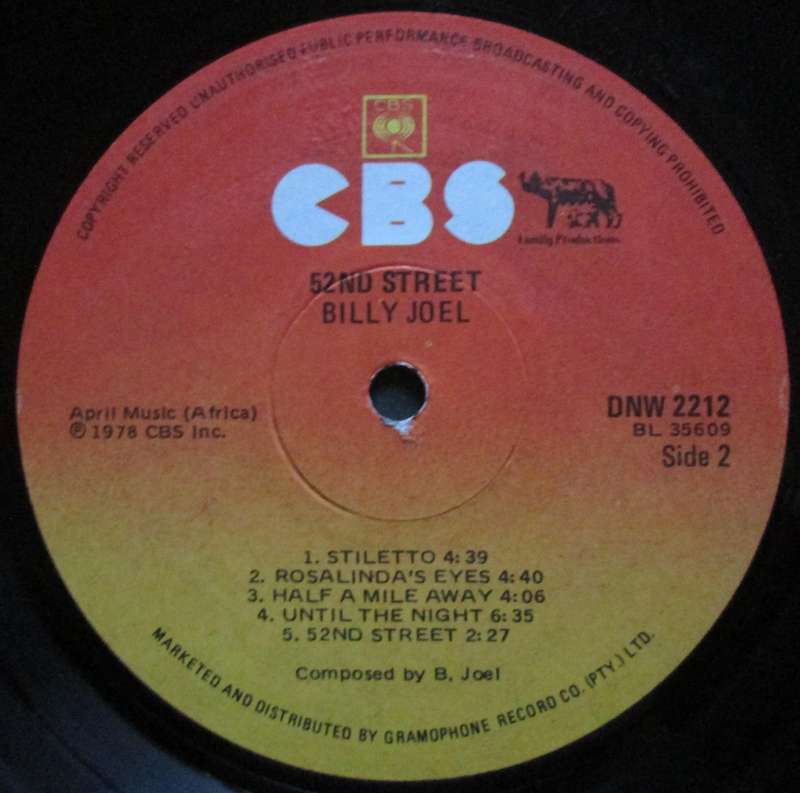 COPYRIGHT RESERVED UNAUTHORISED PUBLIC PERFORMANCE BROADCASTING AND COPYING PROHIBITED
CBS
CBS
Family Productions
52ND STREET
BILLY JOEL
April Music (Africa)
℗ 1978 CBS Inc.
DNW 2212
BL 35609
Side 2
1. STILETTO 4:39
2. ROSALINDA'S EYES 4:40
3. HALF A MILE AWAY 4:06
4. UNTIL THE NIGHT 6:35
5. 52ND STREET 2:27
Composed by B. Joel
MARKETED AND DISTRIBUTED BY GRAMOPHONE RECORD CO. (PTY.) LTD.